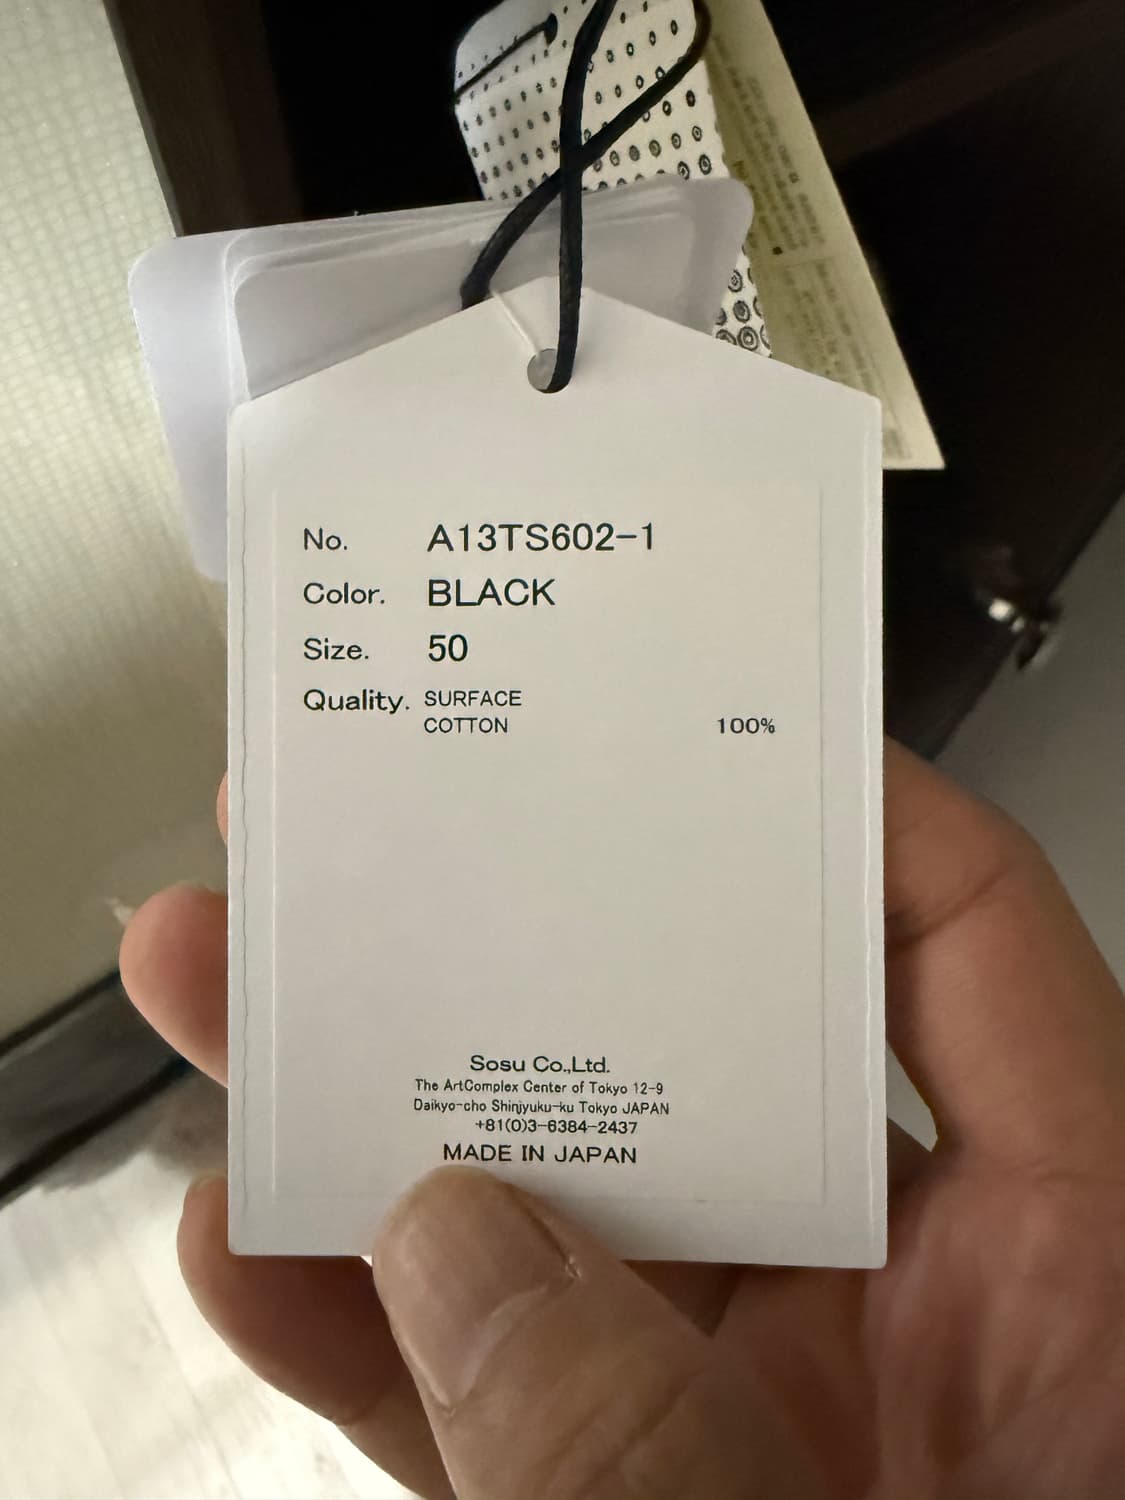 No. A13TS602-1
Color. BLACK
Size. 50
Quality. SURFACE
COTTON 100%
Sosu Co.,Ltd.
The ArtComplex Center of Tokyo 12-9
Daikyo-cho Shinjyuku-ku Tokyo JAPAN
+81(0)3-6384-2437
MADE IN JAPAN